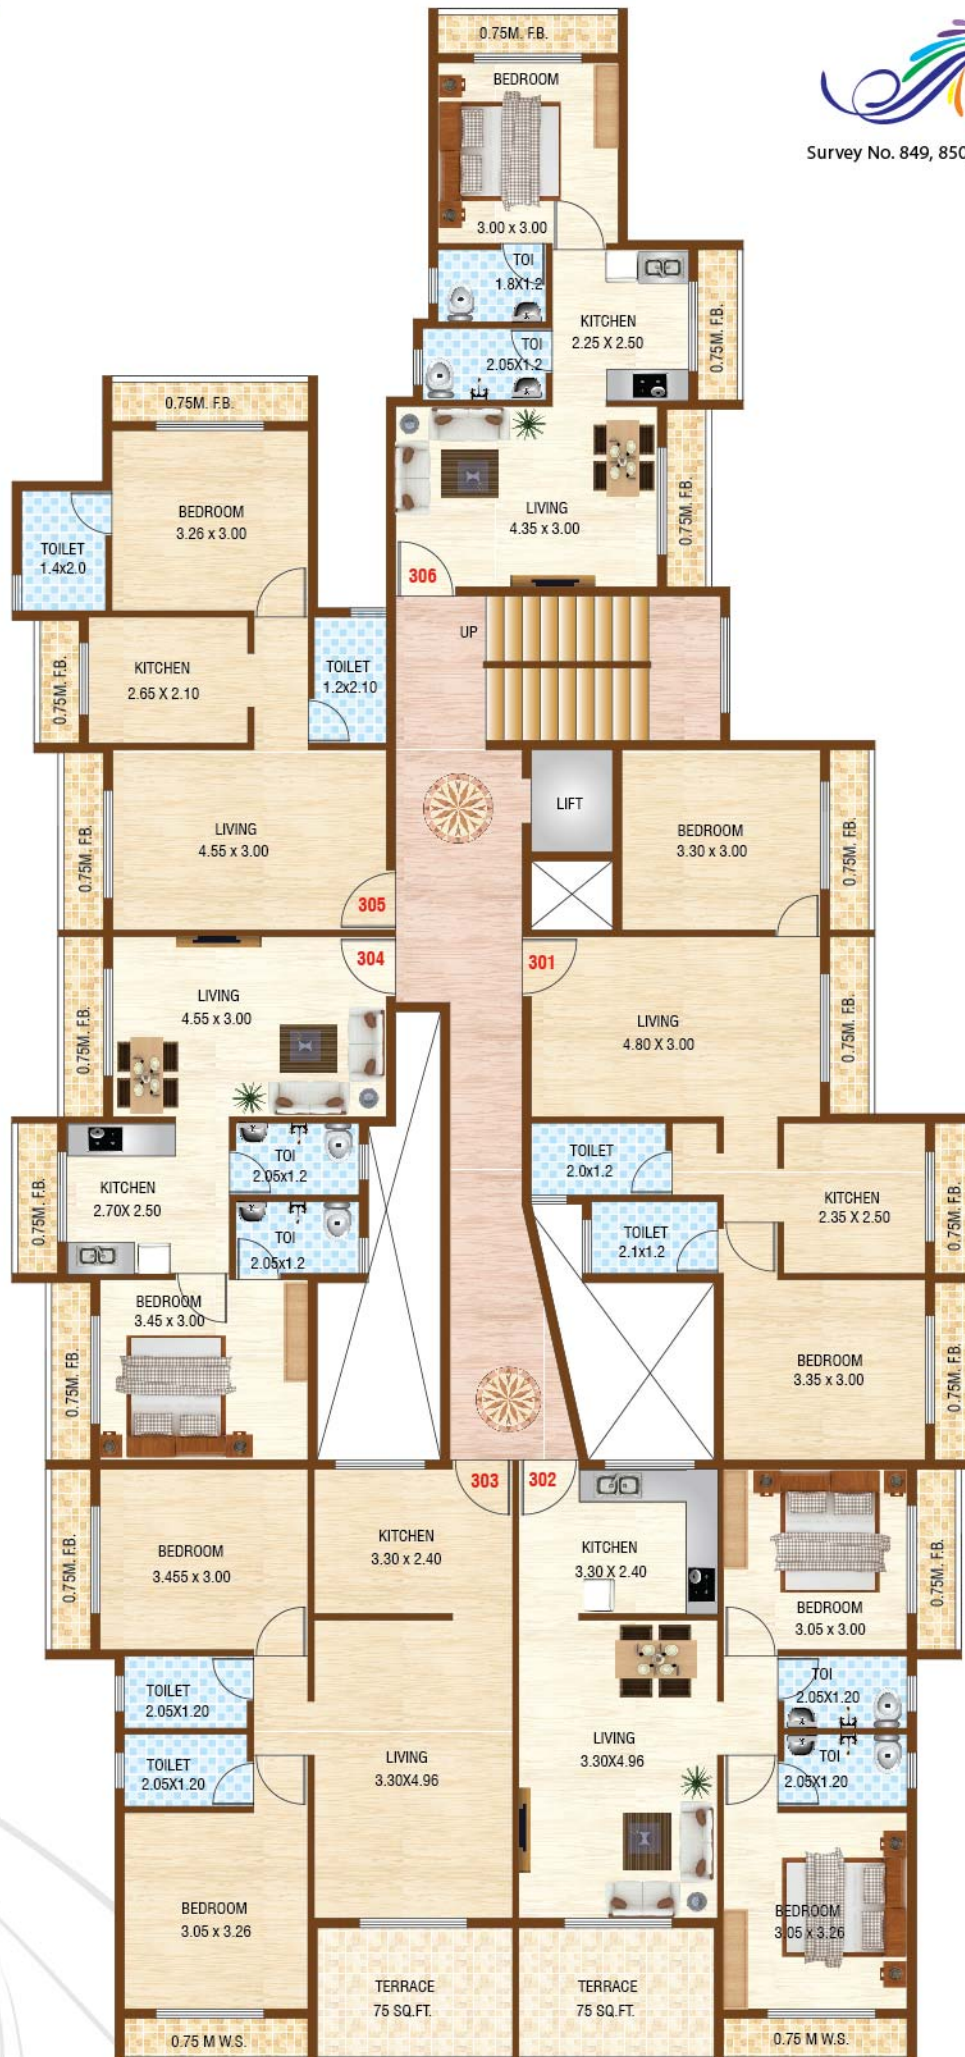 0.75M. F.B.
BEDROOM
3.00 x 3.00
Survey No. 849, 850
TOI
1.8X1.2
KITCHEN
2.25 X 2.50
0.75M. F.B.
TOI
2.05X1.2
0.75M. F.B.
LIVING
4.35 x 3.00
0.75M. F.B.
306
BEDROOM
3.26 x 3.00
TOILET
1.4x2.0
UP
KITCHEN
2.65 X 2.10
0.75M. F.B.
TOILET
1.2x2.10
LIVING
4.55 x 3.00
0.75M. F.B.
305
LIFT
BEDROOM
3.30 x 3.00
0.75M. F.B.
304
301
LIVING
4.55 x 3.00
0.75M. F.B.
LIVING
4.80 X 3.00
0.75M. F.B.
TOI
2.05x1.2
KITCHEN
2.70X 2.50
0.75M. F.B.
TOI
2.05x1.2
TOILET
2.0x1.2
TOILET
2.1x1.2
KITCHEN
2.35 X 2.50
0.75M. F.B.
BEDROOM
3.45 x 3.00
0.75M. F.B.
BEDROOM
3.35 x 3.00
0.75M. F.B.
303
302
BEDROOM
3.455 x 3.00
0.75M. F.B.
KITCHEN
3.30 x 2.40
KITCHEN
3.30 X 2.40
BEDROOM
3.05 x 3.00
0.75M. F.B.
TOILET
2.05X1.20
TOI
2.05X1.20
TOILET
2.05X1.20
LIVING
3.30X4.96
LIVING
3.30X4.96
TOI
2.05X1.20
BEDROOM
3.05 x 3.26
BEDROOM
3.05 x 3.26
TERRACE
75 SQ.FT.
TERRACE
75 SQ.FT.
0.75 M W.S.
0.75 M W.S.